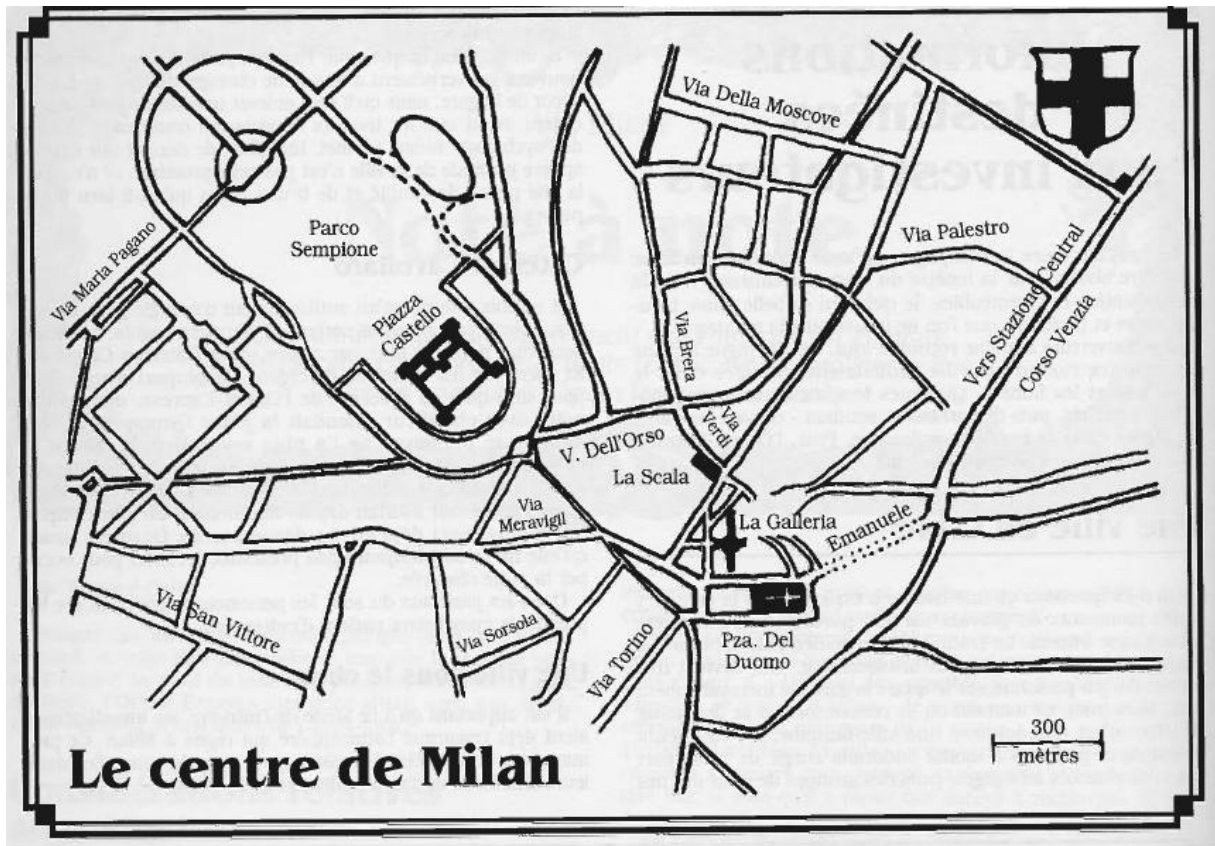 Via Della Moscove
Via Palestro
Via Maria Pagano
Parco
Sempione
Piazza
Castello
Via Brera
Vers Stazione Central
Corso Venzia
Via
Verdi
V. Dell'Orso
La Scala
Via
Meravigil
La Galleria
Emanuele
Via San Vittore
Via Sorsola
Via Torino
Pza. Del
Duomo
300
mètres
Le centre de Milan